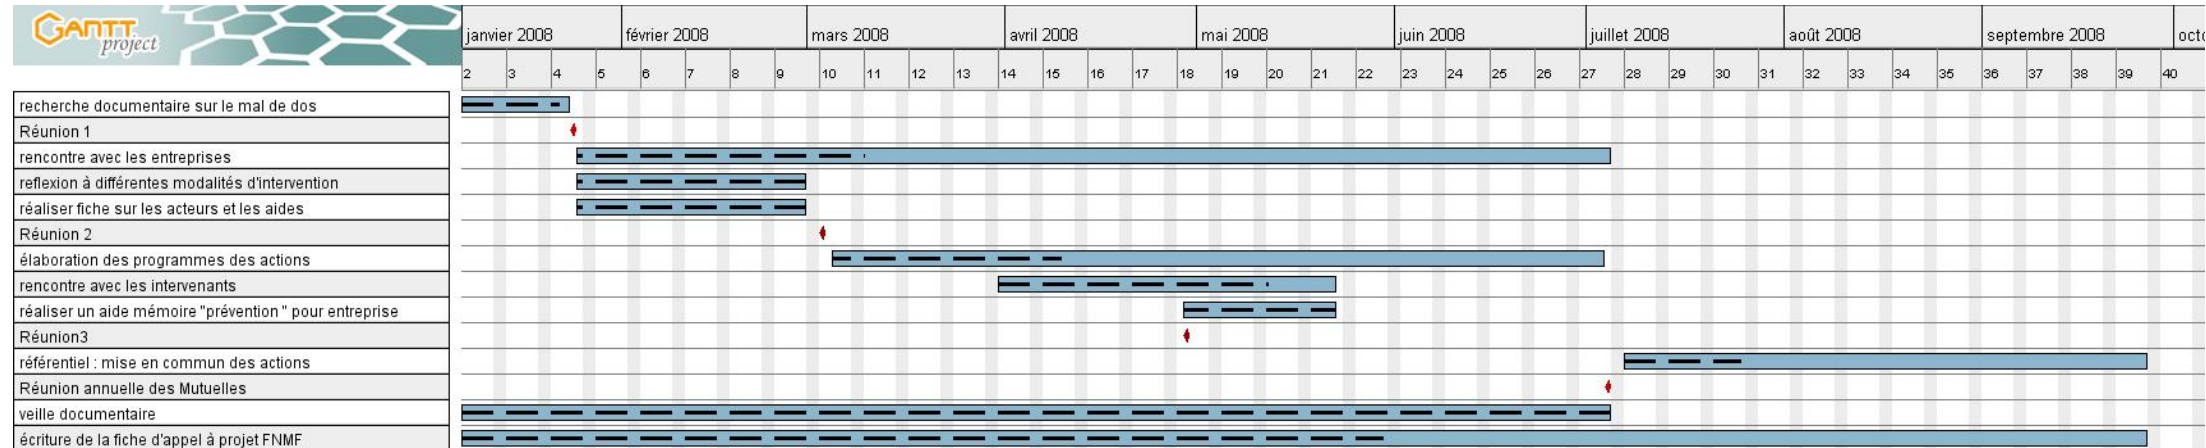 GANTT
project
janvier 2008 février 2008 mars 2008 avril 2008 mai 2008 juin 2008 juillet 2008 août 2008 septembre 2008 octo
2 3 4 5 6 7 8 9 10 11 12 13 14 15 16 17 18 19 20 21 22 23 24 25 26 27 28 29 30 31 32 33 34 35 36 37 38 39 40
recherche documentaire sur le mal de dos
Réunion 1
rencontre avec les entreprises
reflexion à différentes modalités d'intervention
réaliser fiche sur les acteurs et les aides
Réunion 2
élaboration des programmes des actions
rencontre avec les intervenants
réaliser un aide mémoire "prévention " pour entreprise
Réunion3
référentiel : mise en commun des actions
Réunion annuelle des Mutuelles
veille documentaire
écriture de la fiche d'appel à projet FNMF